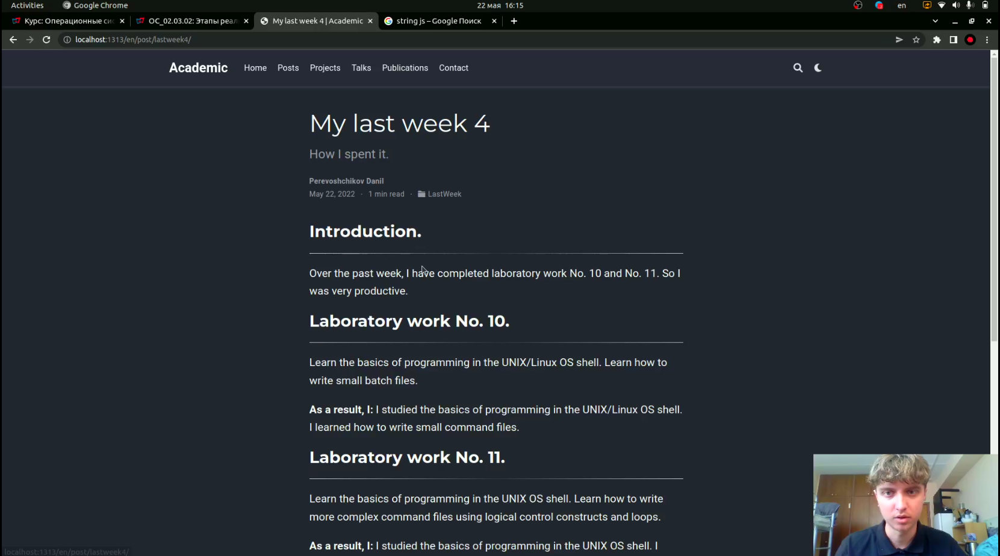 Activities
Google Chrome
22 мая 16:15
en
Курс: Операционные сис
ОС_02.03.02: Этапы реал
My last week 4 | Academic
string js – Google Поиск
localhost:1313/en/post/lastweek4/
Academic
Home
Posts
Projects
Talks
Publications
Contact
My last week 4
How I spent it.
Perevoshchikov Danil
May 22, 2022 · 1 min read · LastWeek
Introduction.
Over the past week, I have completed laboratory work No. 10 and No. 11. So I
was very productive.
Laboratory work No. 10.
Learn the basics of programming in the UNIX/Linux OS shell. Learn how to
write small batch files.
As a result, I: I studied the basics of programming in the UNIX/Linux OS shell.
I learned how to write small command files.
Laboratory work No. 11.
Learn the basics of programming in the UNIX OS shell. Learn how to write
more complex command files using logical control constructs and loops.
As a result, I: I studied the basics of programming in the UNIX OS shell. I
localhost:1313/en/post/lastweek4/